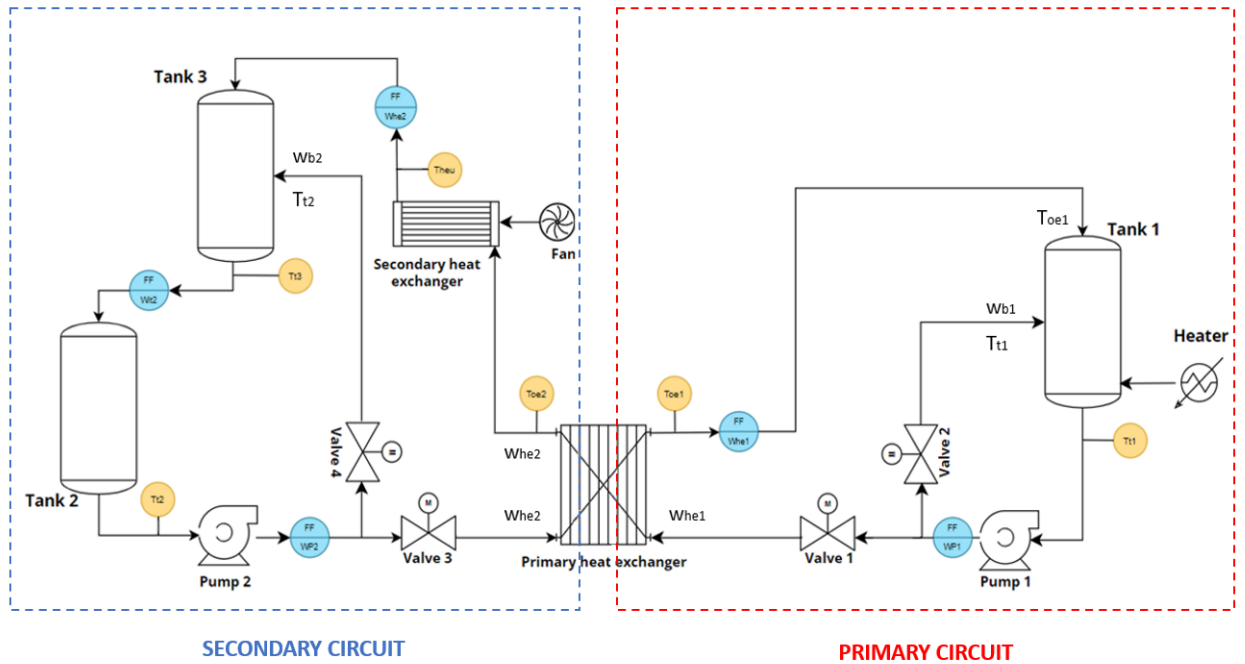 Tank 3
FF
Whe2
Theu
Wb2
Tt2
Secondary heat
exchanger
Fan
Toe1
Tank 1
FF
Wt2
Tt3
Wb1
Tt1
Heater
Tank 2
Toe2
Toe1
FF
Whe1
Tt1
Valve 4
M
Valve 2
M
Whe2
Tt2
Pump 2
FF
WP2
M
Valve 3
Whe2
Primary heat exchanger
Whe1
M
Valve 1
FF
WP1
Pump 1
SECONDARY CIRCUIT
PRIMARY CIRCUIT